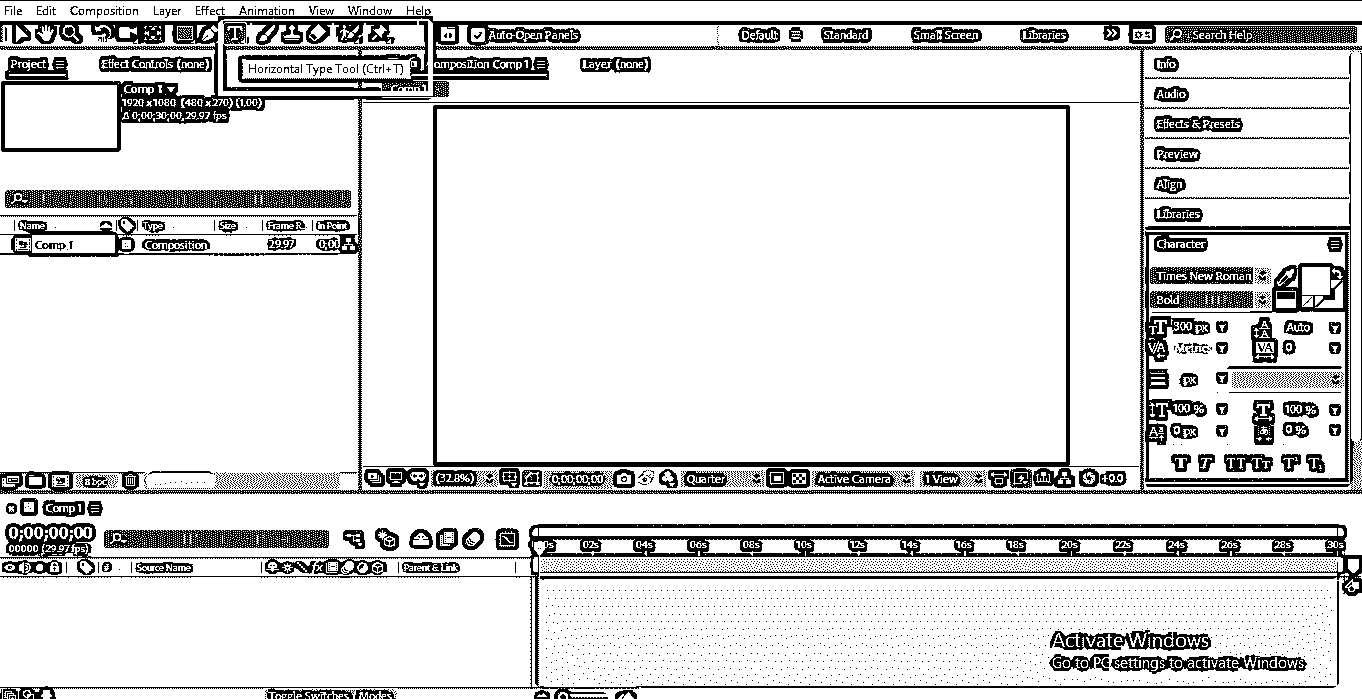 File Edit Composition Layer Effect Animation View Window Help
Auto-Open Panels Default Standard Small Screen Libraries Search Help
Project Effect Controls (none) Horizontal Type Tool (Ctrl+T) omposition Comp 1 Layer (none)
Comp 1
1920 x 1080 (480 x 270) (1.00)
Δ 0;00;30;00, 29.97 fps
Info
Audio
Effects & Presets
Preview
Align
Libraries
Name Type Size Frame R.. In Point
Comp 1 Composition 29.97 0;00
Character
Times New Roman
Bold
300 px Auto
Metrics 0
px
100 % 100 %
0 px 0 %
T T TT Tt T¹ T₁
8 bpc (32.8%) 0;00;00;00 Quarter Active Camera 1 View +0.0
Comp 1
0;00;00;00
00000 (29.97 fps)
02s 04s 06s 08s 10s 12s 14s 16s 18s 20s 22s 24s 26s 28s 30s
# Source Name Parent & Link
Activate Windows
Go to PC settings to activate Windows
Toggle Switches / Modes